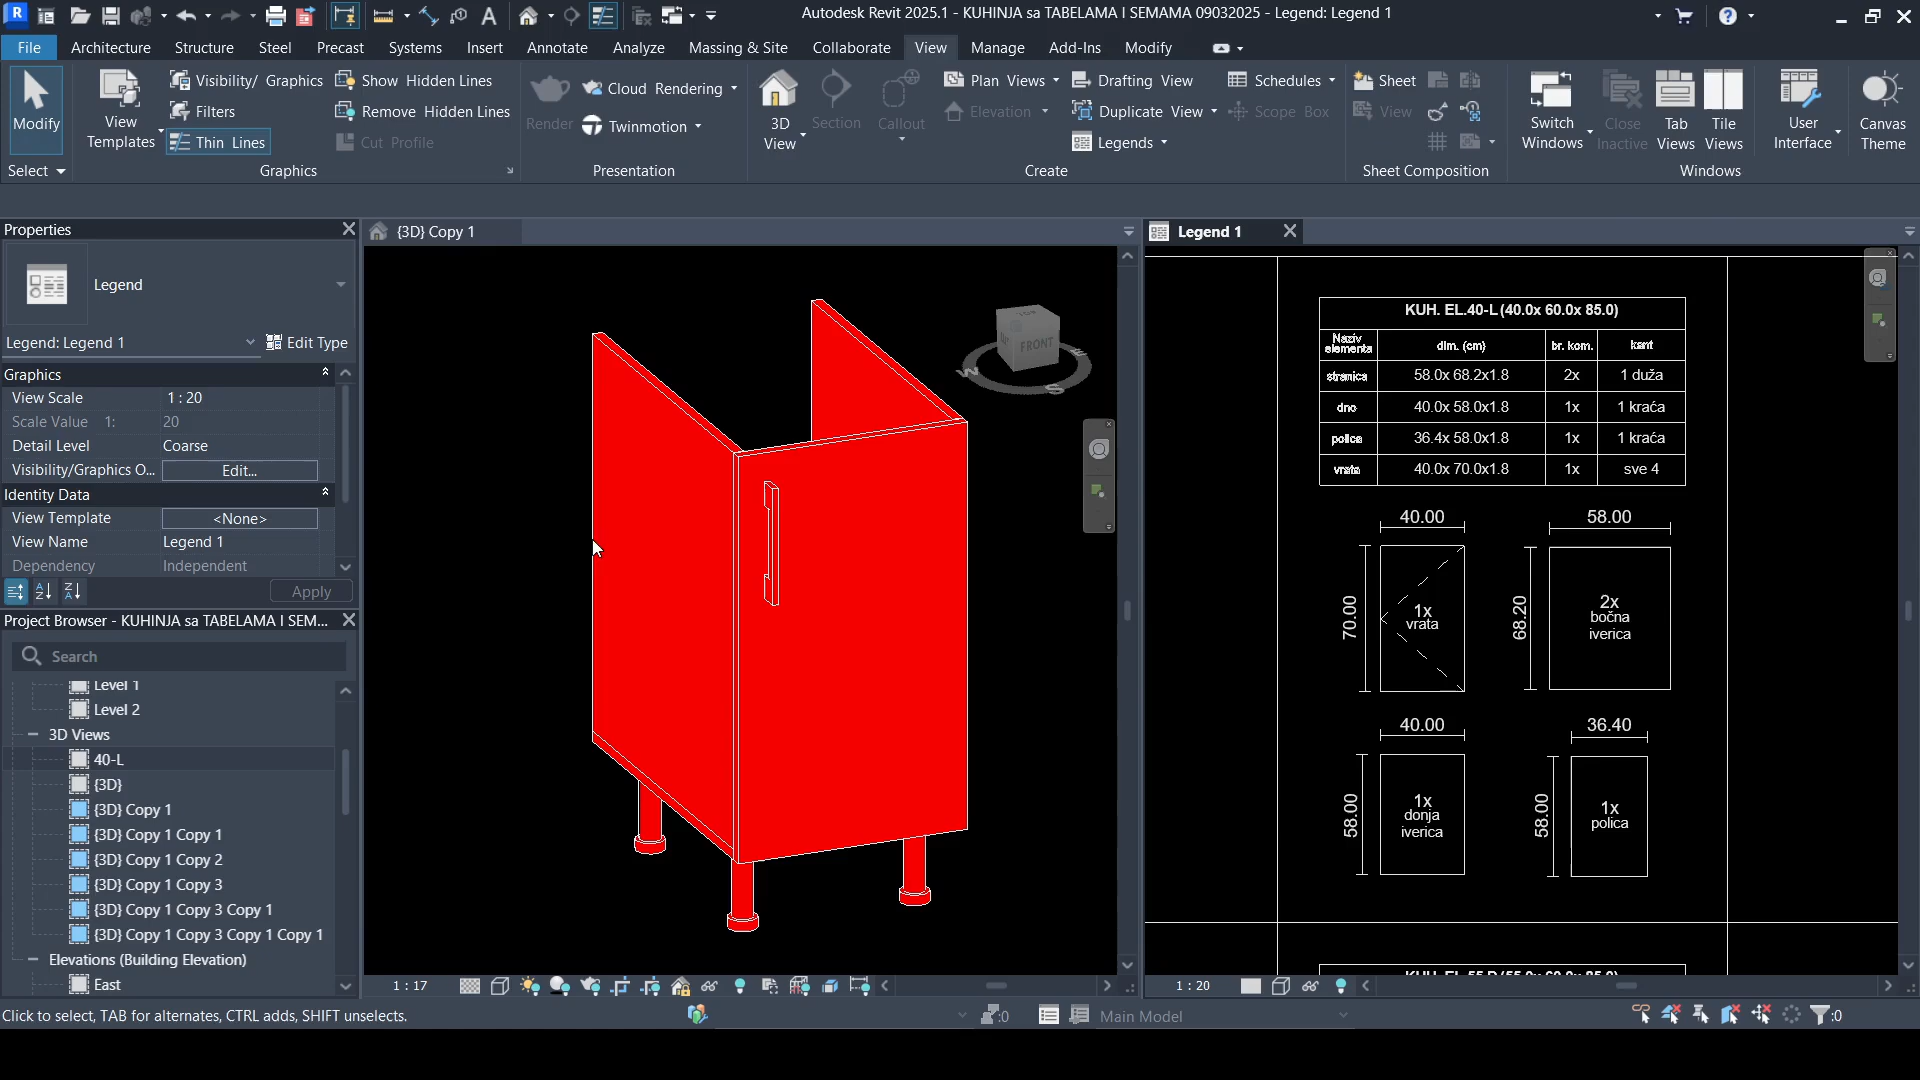 Autodesk Revit 2025.1 - KUHINJA sa TABELAMA I SEMAMA 09032025 - Legend: Legend 1
File Architecture Structure Steel Precast Systems Insert Annotate Analyze Massing & Site Collaborate View Manage Add-Ins Modify
Modify
View Templates
Visibility/ Graphics
Filters
Thin Lines
Show Hidden Lines
Remove Hidden Lines
Cut Profile
Render
Cloud Rendering
Twinmotion
3D View
Section
Callout
Plan Views
Elevation
Drafting View
Duplicate View
Legends
Schedules
Scope Box
Sheet
View
Switch Windows
Close Inactive
Tab Views
Tile Views
User Interface
Canvas Theme
Select
Graphics
Presentation
Create
Sheet Composition
Windows
Properties
Legend
Legend: Legend 1
Edit Type
Graphics
View Scale 1 : 20
Scale Value 1: 20
Detail Level Coarse
Visibility/Graphics O... Edit...
Identity Data
View Template <None>
View Name Legend 1
Dependency Independent
Apply
Project Browser - KUHINJA sa TABELAMA I SEM...
Search
Level 1
Level 2
3D Views
40-L
{3D}
{3D} Copy 1
{3D} Copy 1 Copy 1
{3D} Copy 1 Copy 2
{3D} Copy 1 Copy 3
{3D} Copy 1 Copy 3 Copy 1
{3D} Copy 1 Copy 3 Copy 1 Copy 1
Elevations (Building Elevation)
East
{3D} Copy 1
FRONT
W
S
E
1 : 17
Legend 1
KUH. EL.40-L (40.0x 60.0x 85.0)
Naziv elementa dim. (cm) br. kom. kant
stranica 58.0x 68.2x1.8 2x 1 duža
dno 40.0x 58.0x1.8 1x 1 kraća
polica 36.4x 58.0x1.8 1x 1 kraća
vrata 40.0x 70.0x1.8 1x sve 4
40.00
70.00
1x
vrata
58.00
68.20
2x
bočna
iverica
40.00
58.00
1x
donja
iverica
36.40
58.00
1x
polica
KUH. EL.55-D (55.0x 60.0x 85.0)
1 : 20
Click to select, TAB for alternates, CTRL adds, SHIFT unselects.
:0
Main Model
:0